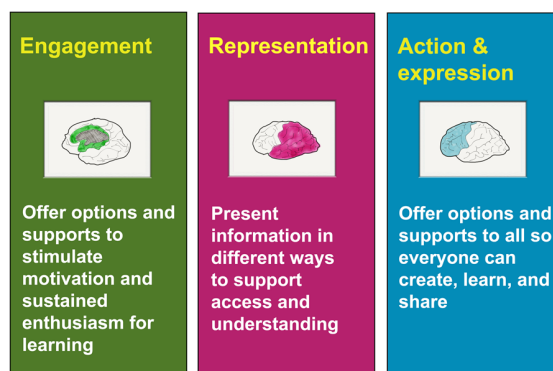 Engagement
Offer options and
supports to
stimulate
motivation and
sustained
enthusiasm for
learning
Representation
Present
information in
different ways
to support
access and
understanding
Action &
expression
Offer options and
supports to all so
everyone can
create, learn, and
share